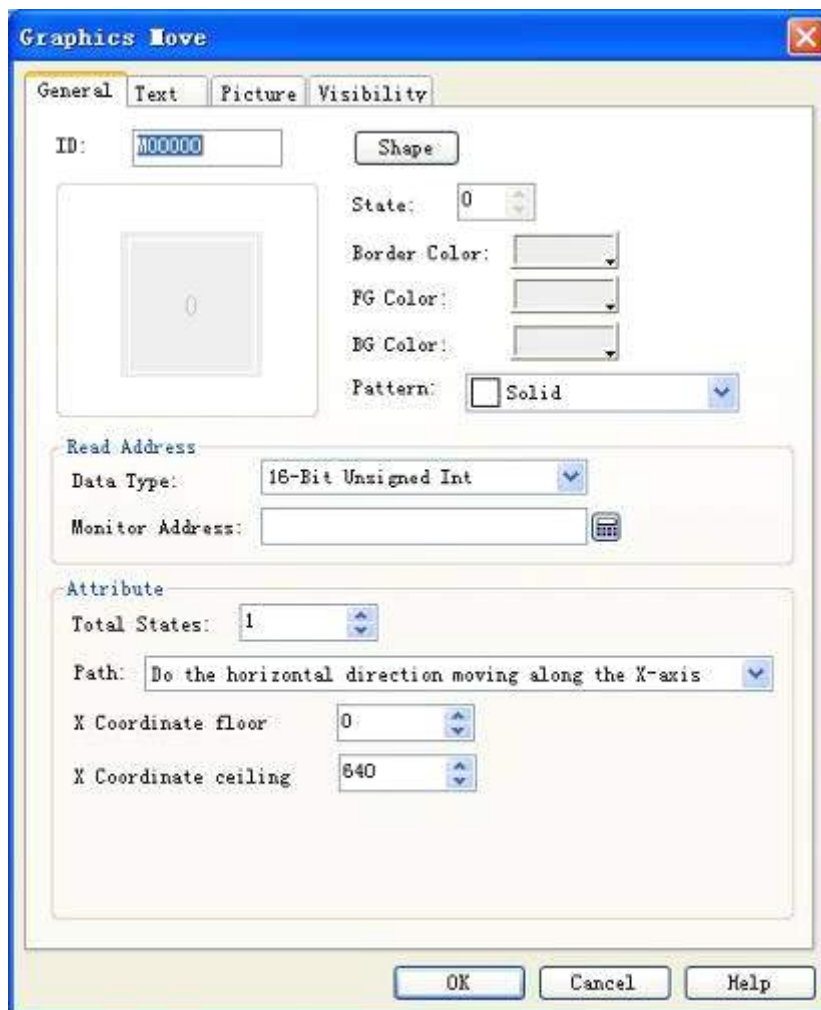 Graphics Move
General Text Picture Visibility
ID: M00000 Shape
State: 0
Border Color:
FG Color:
0
BG Color:
Pattern: Solid
Read Address
Data Type: 16-Bit Unsigned Int
Monitor Address:
Attribute
Total States: 1
Path: Do the horizontal direction moving along the X-axis
X Coordinate floor 0
X Coordinate ceiling 640
OK Cancel Help